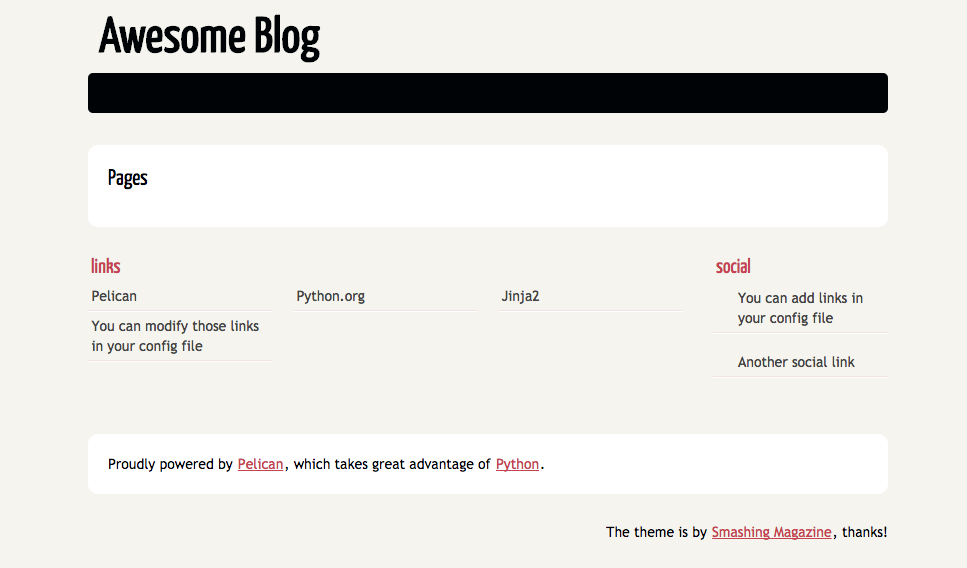 Awesome Blog
Pages
links
Pelican
Python.org
Jinja2
You can modify those links
in your config file
social
You can add links in
your config file
Another social link
Proudly powered by Pelican, which takes great advantage of Python.
The theme is by Smashing Magazine, thanks!